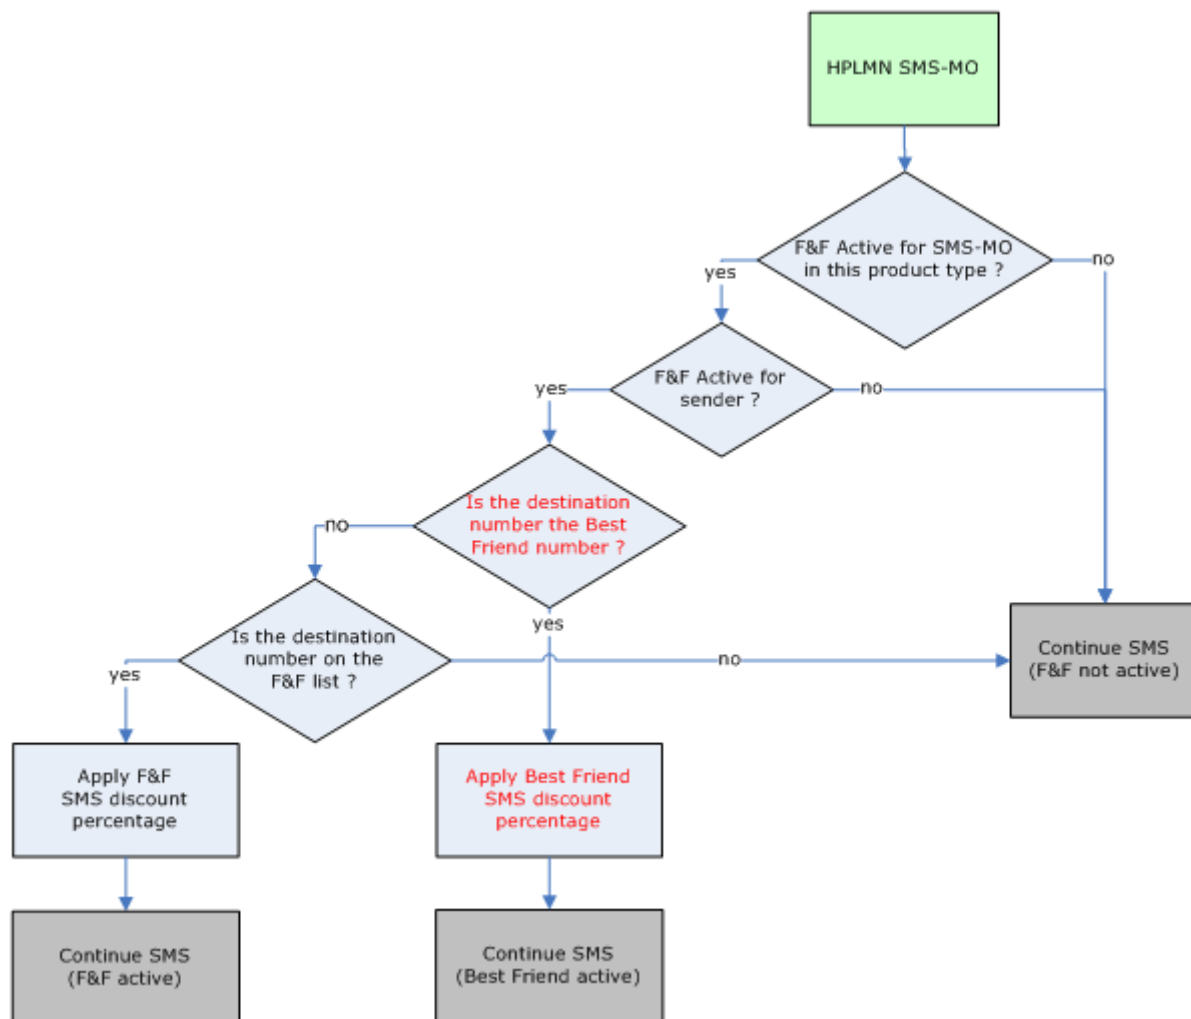 HPLMN SMS-MO
F&F Active for SMS-MO
in this product type ?
yes
no
F&F Active for
sender ?
yes
no
Is the destination
number the Best
Friend number ?
no
yes
Is the destination
number on the
F&F list ?
yes
no
Continue SMS
(F&F not active)
Apply F&F
SMS discount
percentage
Apply Best Friend
SMS discount
percentage
Continue SMS
(F&F active)
Continue SMS
(Best Friend active)